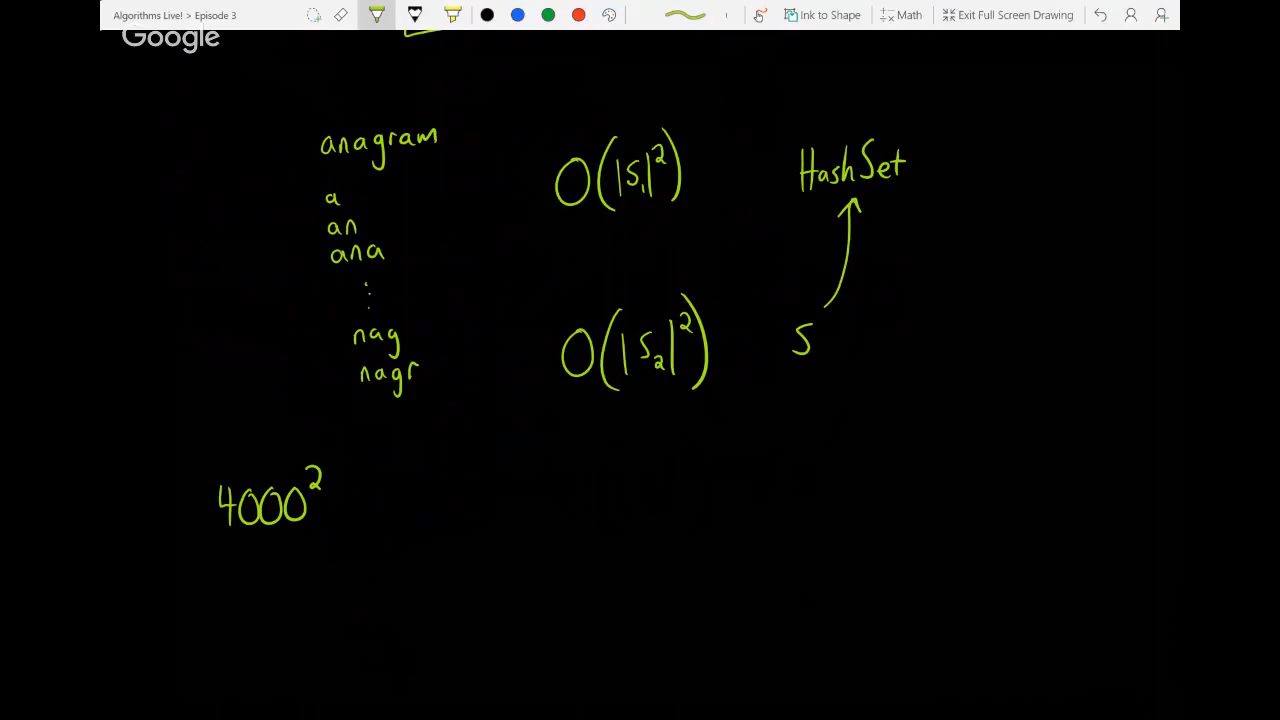 Algorithms Live! > Episode 3
Ink to Shape
Math
Exit Full Screen Drawing
Google
anagram
a
an
ana
⋮
nag
nagr
O(|S₁|²)
HashSet
O(|S₂|²)
S
4000²